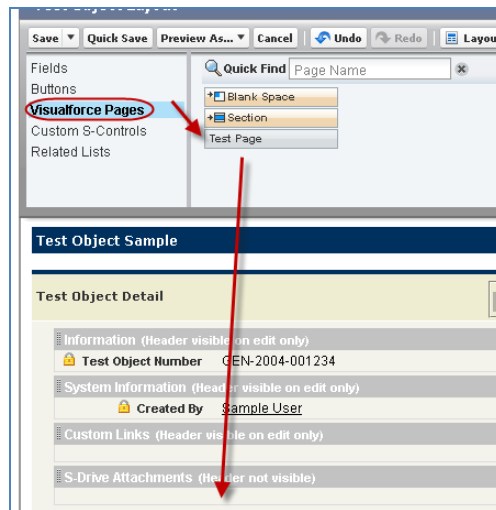 Test Object Layout
Save Quick Save Preview As... Cancel Undo Redo Layou
Fields
Buttons
Visualforce Pages
Custom S-Controls
Related Lists
Quick Find Page Name
Blank Space
Section
Test Page
Test Object Sample
Test Object Detail
Information (Header visible on edit only)
Test Object Number GEN-2004-001234
System Information (Header visible on edit only)
Created By Sample User
Custom Links (Header visible on edit only)
S-Drive Attachments (Header not visible)